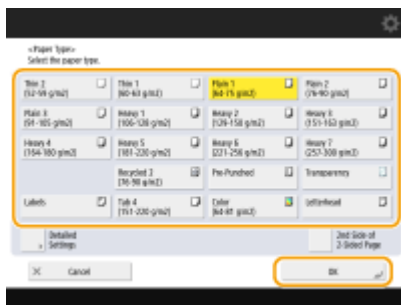 <Paper Type>
Select the paper type.
Thin 2
(52-59 g/m2)
Thin 1
(60-63 g/m2)
Plain 1
(64-75 g/m2)
Plain 2
(76-90 g/m2)
Plain 3
(91-105 g/m2)
Heavy 1
(106-128 g/m2)
Heavy 2
(129-150 g/m2)
Heavy 3
(151-163 g/m2)
Heavy 4
(164-180 g/m2)
Heavy 5
(181-220 g/m2)
Heavy 6
(221-256 g/m2)
Heavy 7
(257-300 g/m2)
Recycled 2
(76-90 g/m2)
Pre-Punched
Transparency
Labels
Tab 4
(151-220 g/m2)
Color
(64-81 g/m2)
Letterhead
Detailed
Settings
2nd Side of
2-Sided Page
Cancel
OK